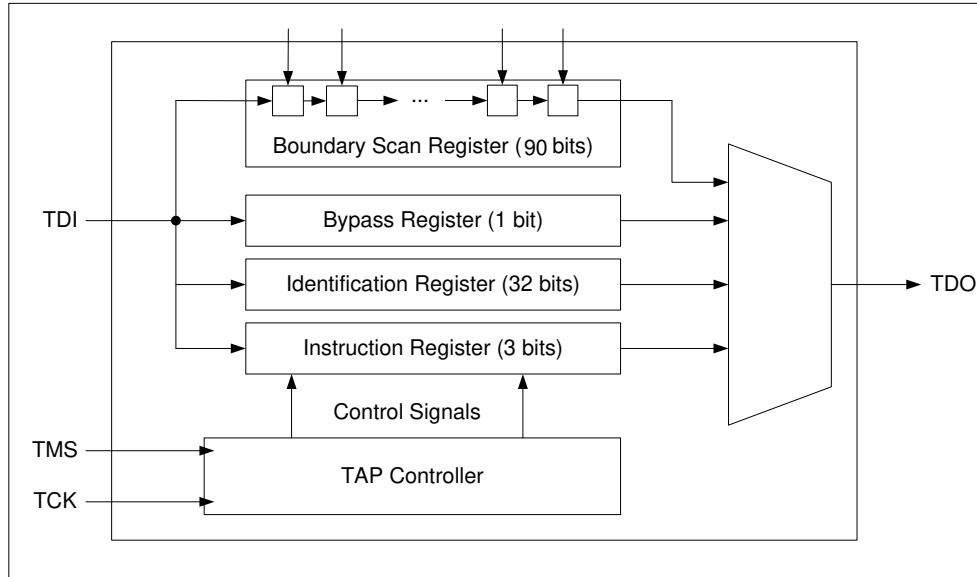 ...
Boundary Scan Register (90 bits)
TDI
Bypass Register (1 bit)
Identification Register (32 bits)
TDO
Instruction Register (3 bits)
Control Signals
TMS
TAP Controller
TCK